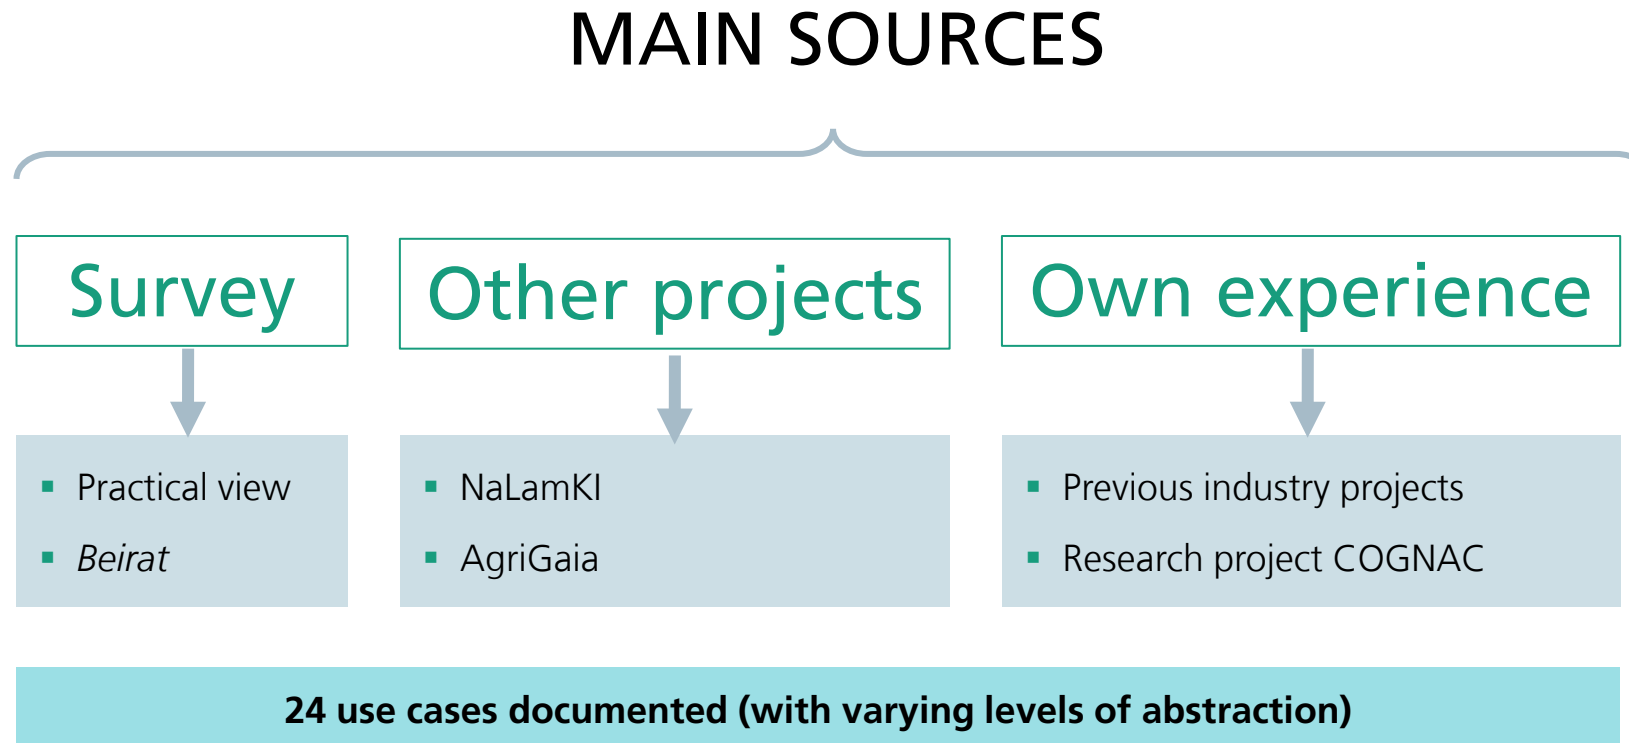 MAIN SOURCES
Survey
Other projects
Own experience
▪ Practical view
▪ Beirat
▪ NaLamKI
▪ AgriGaia
▪ Previous industry projects
▪ Research project COGNAC
24 use cases documented (with varying levels of abstraction)